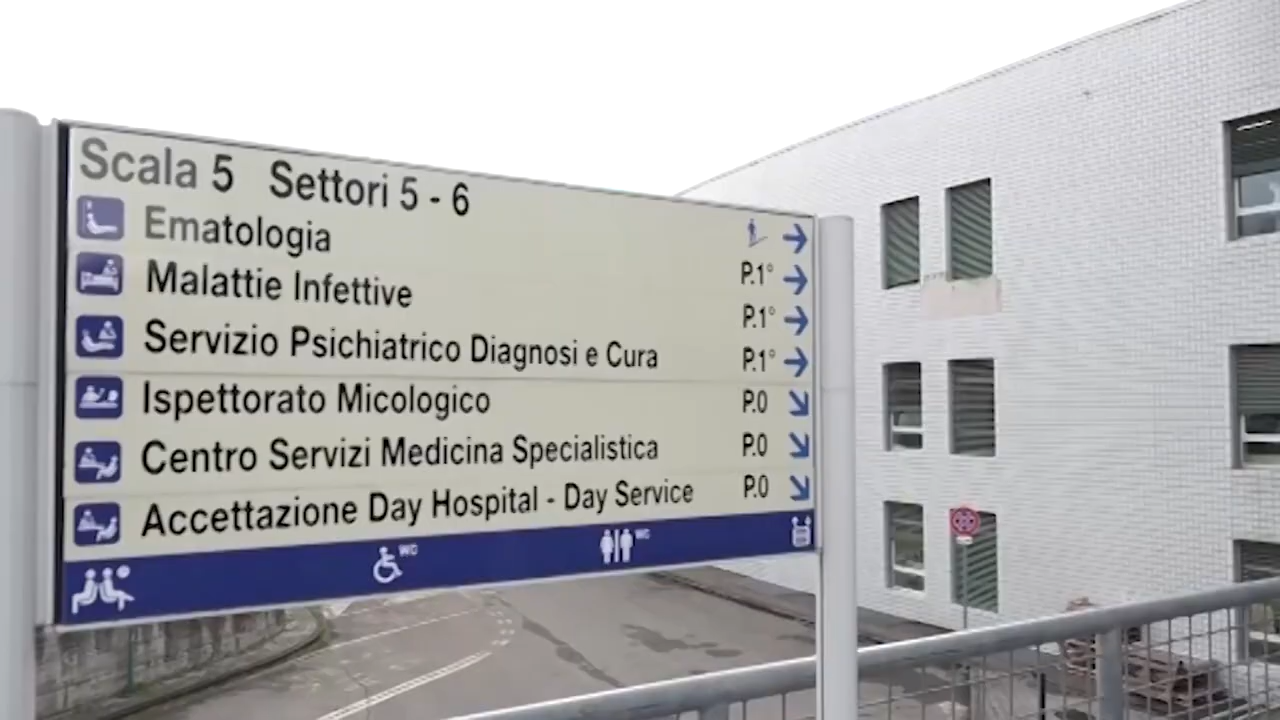 Scala 5 Settori 5 - 6
Ematologia
Malattie Infettive P.1°
Servizio Psichiatrico Diagnosi e Cura P.1°
P.1°
Ispettorato Micologico P.0
Centro Servizi Medicina Specialistica P.0
Accettazione Day Hospital - Day Service P.0
WC
WC